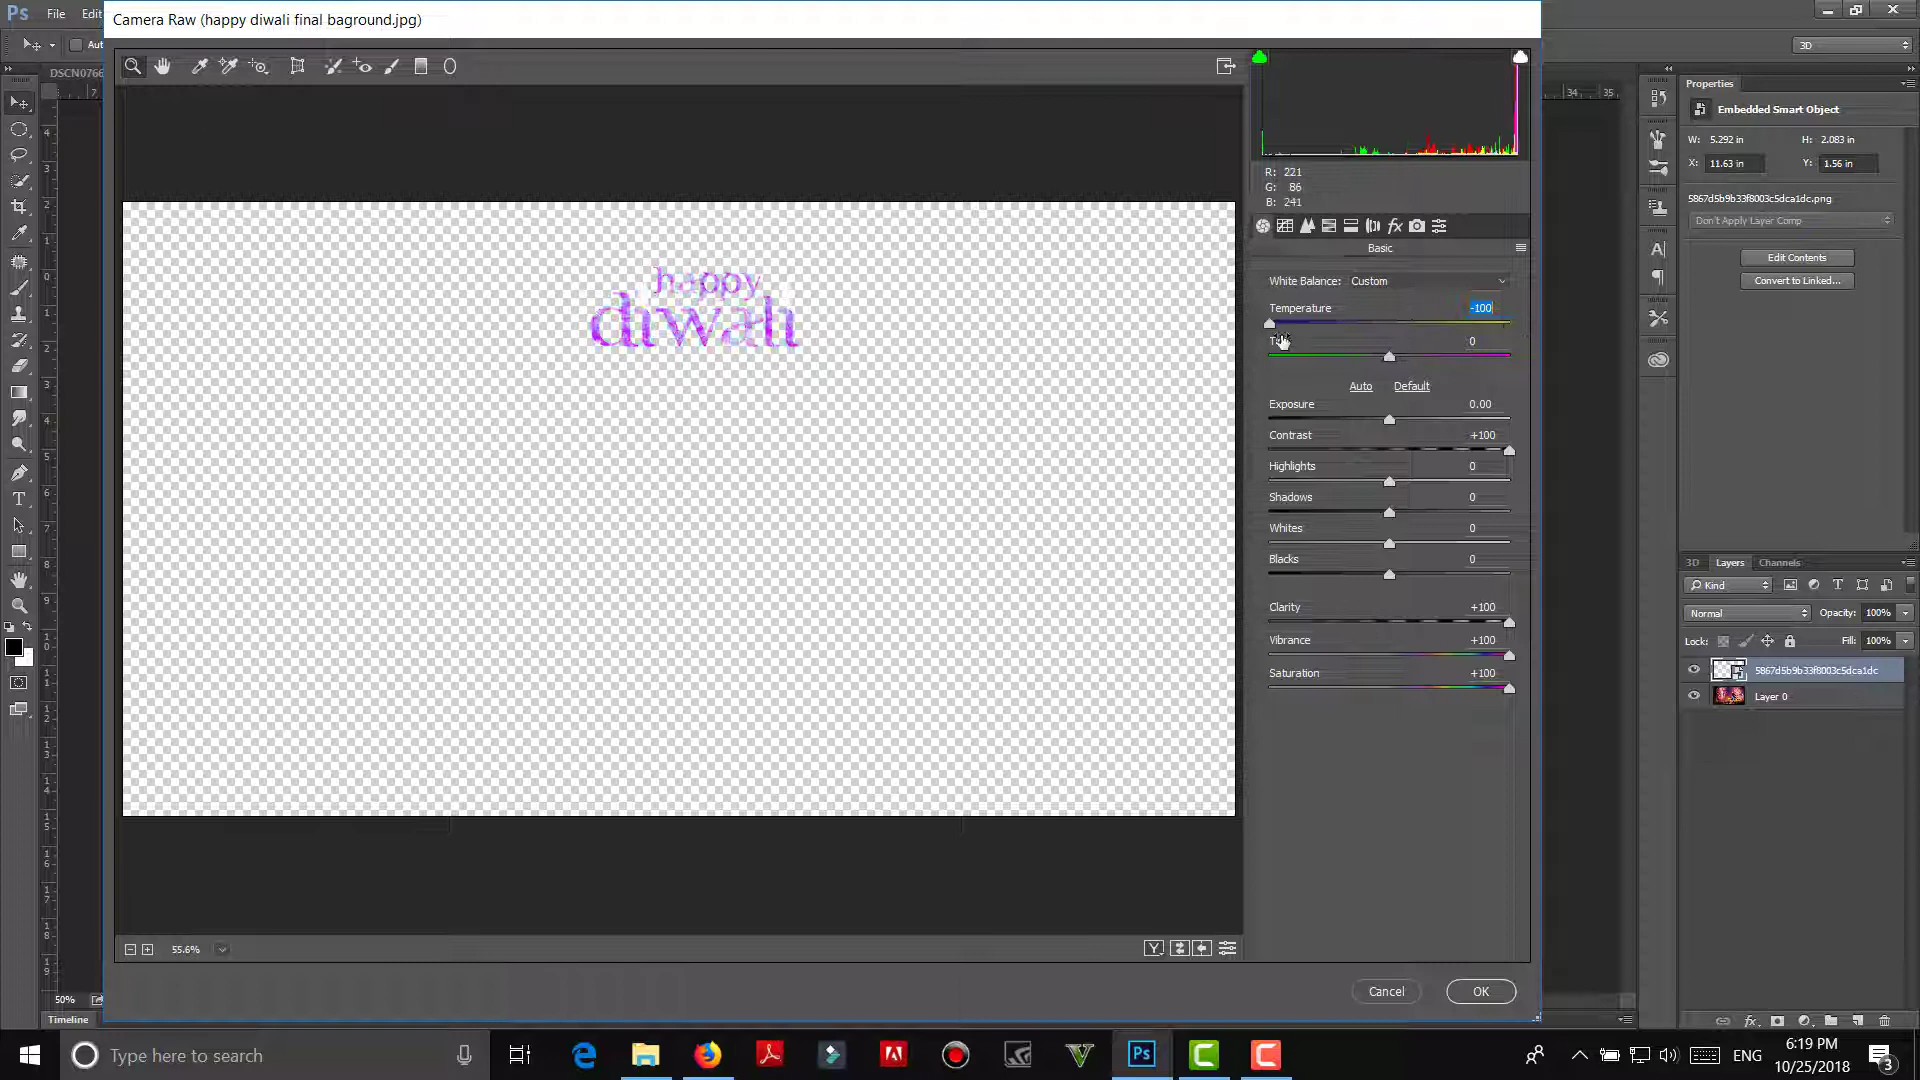 Ps File Edit
Camera Raw (happy diwali final baground.jpg)
3D
DSCN0766
34 35
happy
diwali
R: 221
G: 86
B: 241
Basic
White Balance: Custom
Temperature -100
0
Auto Default
Exposure 0.00
Contrast +100
Highlights 0
Shadows 0
Whites 0
Blacks 0
Clarity +100
Vibrance +100
Saturation +100
55.6%
Cancel OK
Properties
Embedded Smart Object
W: 5.292 in H: 2.083 in
X: 11.63 in Y: 1.56 in
5867d5b9b33f8003c5dca1dc.png
Don't Apply Layer Comp
Edit Contents
Convert to Linked...
3D Layers Channels
Kind
Normal Opacity: 100%
Lock: Fill: 100%
5867d5b9b33f8003c5dca1dc
Layer 0
50%
Timeline
Type here to search
ENG
6:19 PM
10/25/2018
3